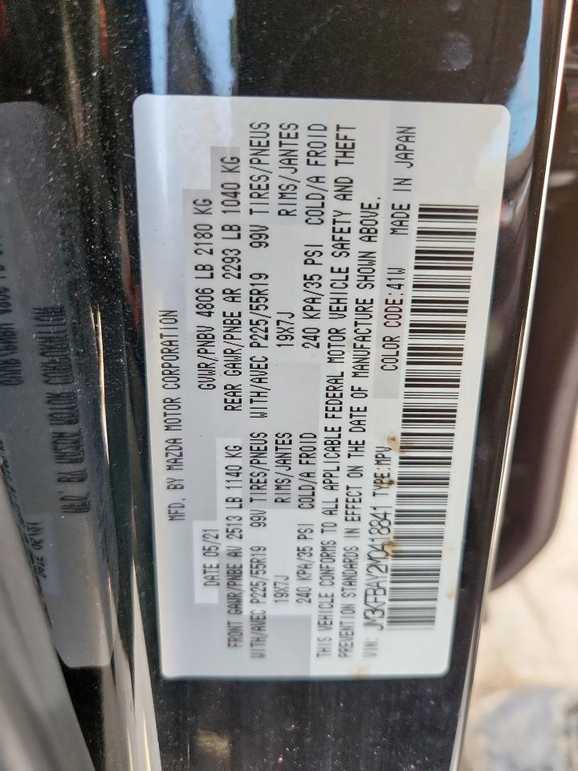 MFD. BY MAZDA MOTOR CORPORATION
DATE 05/21 GVWR/PNBV 4806 LB 2180 KG
FRONT GAWR/PNBE AV 2513 LB 1140 KG REAR GAWR/PNBE AR 2293 LB 1040 KG
WITH/AVEC P225/55R19 99V TIRES/PNEUS WITH/AVEC P225/55R19 99V TIRES/PNEUS
19X7J RIMS/JANTES 19X7J RIMS/JANTES
240 KPA/35 PSI COLD/A FROID 240 KPA/35 PSI COLD/A FROID
THIS VEHICLE CONFORMS TO ALL APPLICABLE FEDERAL MOTOR VEHICLE SAFETY AND THEFT
PREVENTION STANDARDS IN EFFECT ON THE DATE OF MANUFACTURE SHOWN ABOVE.
VIN: JM3KFBAY2N0418841 TYPE:MPV COLOR CODE:41W MADE IN JAPAN